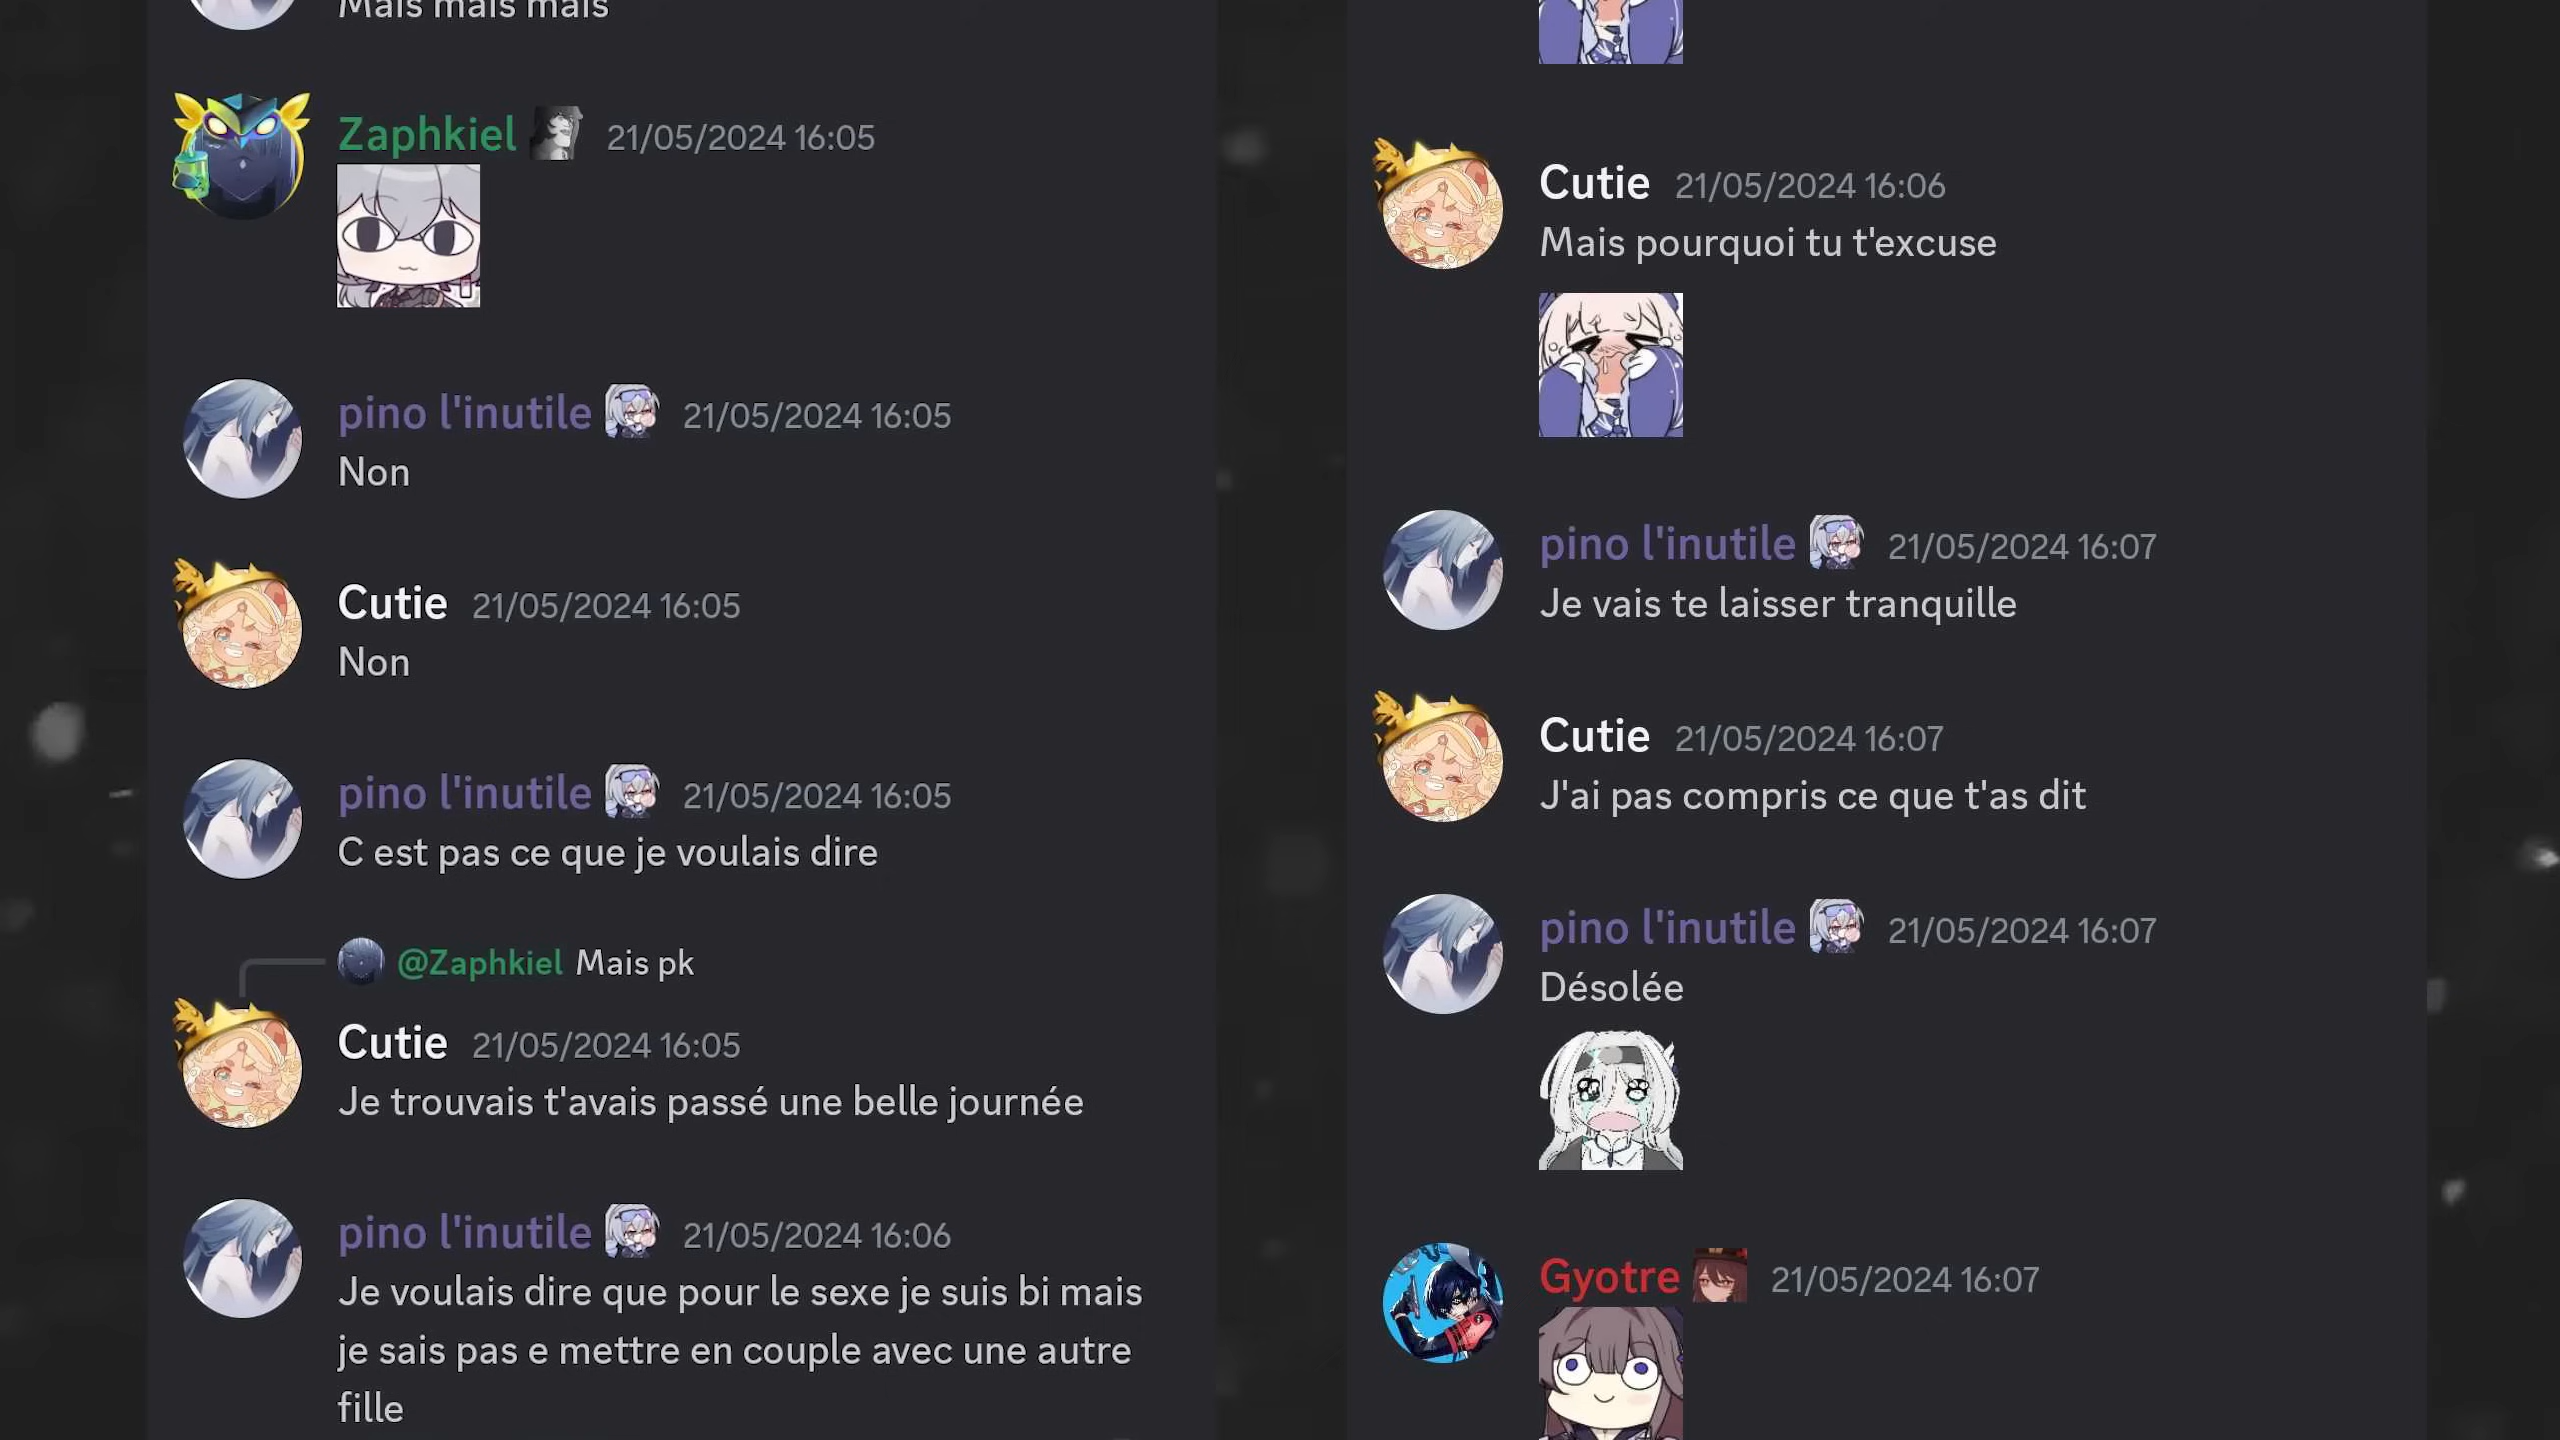 Mais mais mais
Zaphkiel 21/05/2024 16:05
pino l'inutile 21/05/2024 16:05
Non
Cutie 21/05/2024 16:05
Non
pino l'inutile 21/05/2024 16:05
C est pas ce que je voulais dire
@Zaphkiel Mais pk
Cutie 21/05/2024 16:05
Je trouvais t'avais passé une belle journée
pino l'inutile 21/05/2024 16:06
Je voulais dire que pour le sexe je suis bi mais
je sais pas e mettre en couple avec une autre
fille
Cutie 21/05/2024 16:06
Mais pourquoi tu t'excuse
pino l'inutile 21/05/2024 16:07
Je vais te laisser tranquille
Cutie 21/05/2024 16:07
J'ai pas compris ce que t'as dit
pino l'inutile 21/05/2024 16:07
Désolée
Gyotre 21/05/2024 16:07